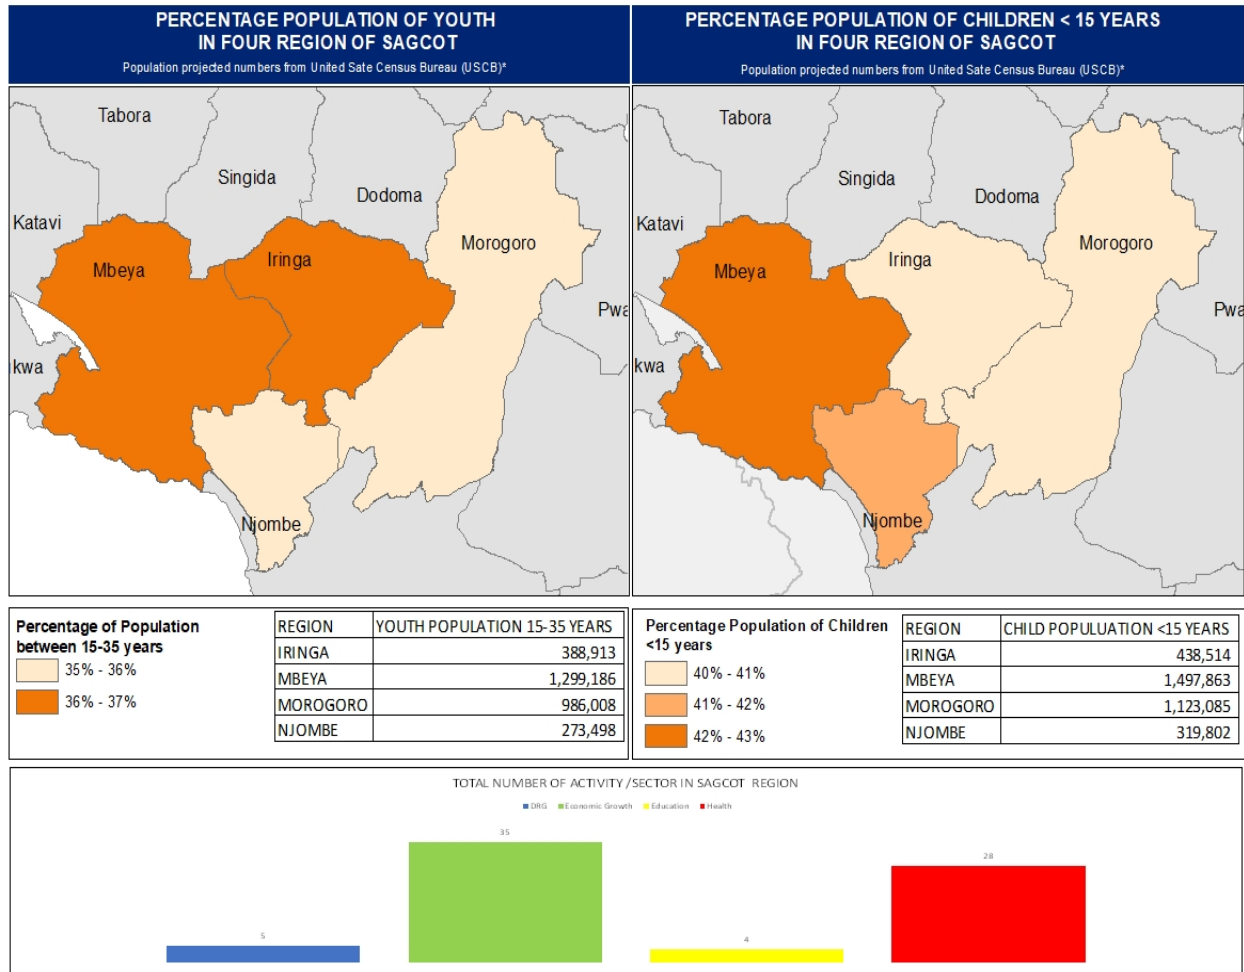 PERCENTAGE POPULATION OF YOUTH
IN FOUR REGION OF SAGCOT
Population projected numbers from United Sate Census Bureau (USCB)*
Tabora
Singida
Dodoma
Katavi
Morogoro
Mbeya
Iringa
Pwa
kwa
Njombe
Percentage of Population
between 15-35 years
35% - 36%
36% - 37%
REGION YOUTH POPULATION 15-35 YEARS
IRINGA 388,913
MBEYA 1,299,186
MOROGORO 986,008
NJOMBE 273,498
PERCENTAGE POPULATION OF CHILDREN < 15 YEARS
IN FOUR REGION OF SAGCOT
Population projected numbers from United Sate Census Bureau (USCB)*
Tabora
Singida
Dodoma
Katavi
Morogoro
Mbeya
Iringa
Pwa
kwa
Njombe
Percentage Population of Children
<15 years
40% - 41%
41% - 42%
42% - 43%
REGION CHILD POPULUATION <15 YEARS
IRINGA 438,514
MBEYA 1,497,863
MOROGORO 1,123,085
NJOMBE 319,802
TOTAL NUMBER OF ACTIVITY /SECTOR IN SAGCOT REGION
DRG Economic Growth Education Health
5
35
4
28